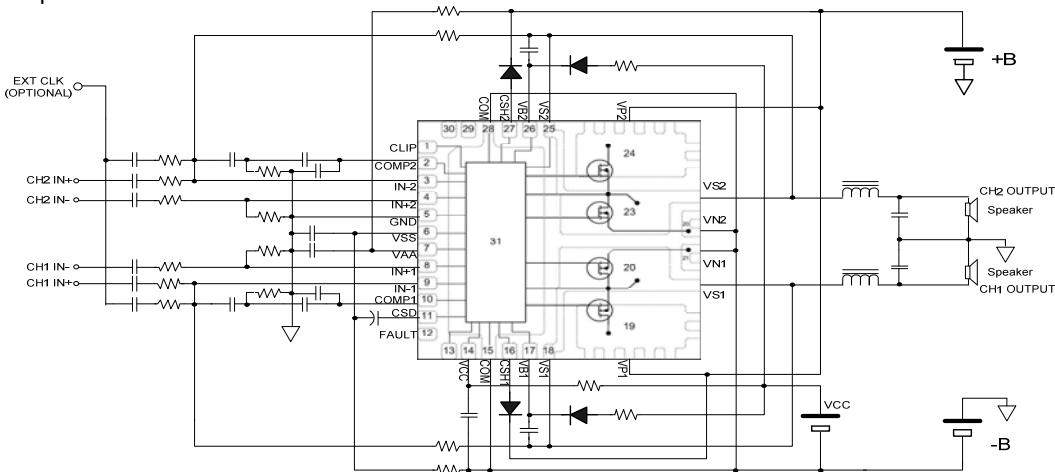 EXT CLK
(OPTIONAL)
+B
COM
CSH2
VB2
VS2
VP2
30 29 28 27 26 25
CLIP 1
24
COMP2 2
CH2 IN+
IN-2 3
CH2 IN-
IN+2 4
VS2
CH2 OUTPUT
Speaker
GND 5
23
VN2
VSS 6
31
VAA 7
VN1
CH1 IN-
IN+1 8
20
Speaker
CH1 IN+
IN-1 9
VS1
CH1 OUTPUT
COMP1 10
CSD 11
19
FAULT 12
13 14 15 16 17 18
VCC
COM
CSH1
VB1
VS1
VP1
VCC
-B